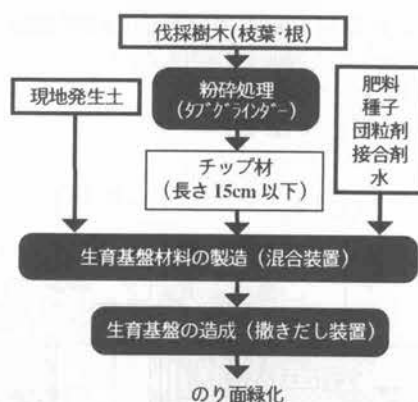 伐採樹木(枝葉・根)
現地発生土
粉砕処理
(ﾀﾌﾞｸﾞﾗｲﾝﾀﾞｰ)
肥料
種子
団粒剤
接合剤
水
チップ材
(長さ 15cm 以下)
生育基盤材料の製造(混合装置)
生育基盤の造成(撒きだし装置)
のり面緑化